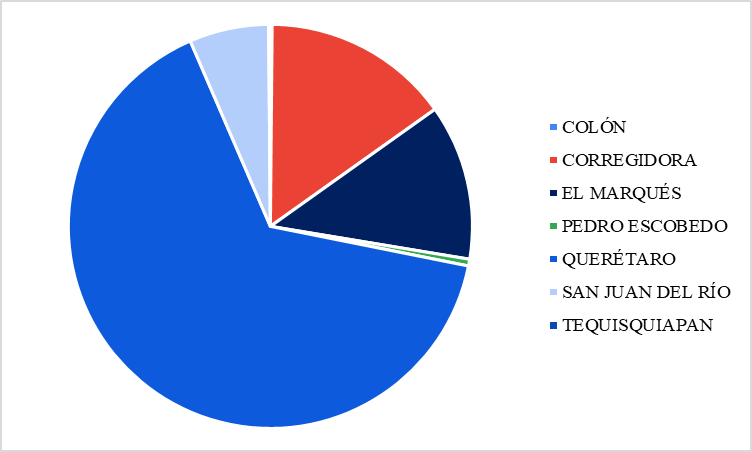 COLÓN
CORREGIDORA
EL MARQUÉS
PEDRO ESCOBEDO
QUERÉTARO
SAN JUAN DEL RÍO
TEQUISQUIAPAN